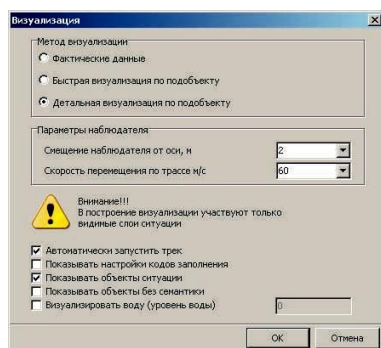 Визуализация
Метод визуализации
Фактические данные
Быстрая визуализация по подобъекту
Детальная визуализация по подобъекту
Параметры наблюдателя
Смещение наблюдателя от оси, м
2
Скорость перемещения по трассе м/с
60
Внимание!!!
В построение визуализации участвуют только
видимые слои ситуации
Автоматически запустить трек
Показывать настройки кодов заполнения
Показывать объекты ситуации
Показывать объекты без семантики
Визуализировать воду (уровень воды)
0
ОК
Отмена